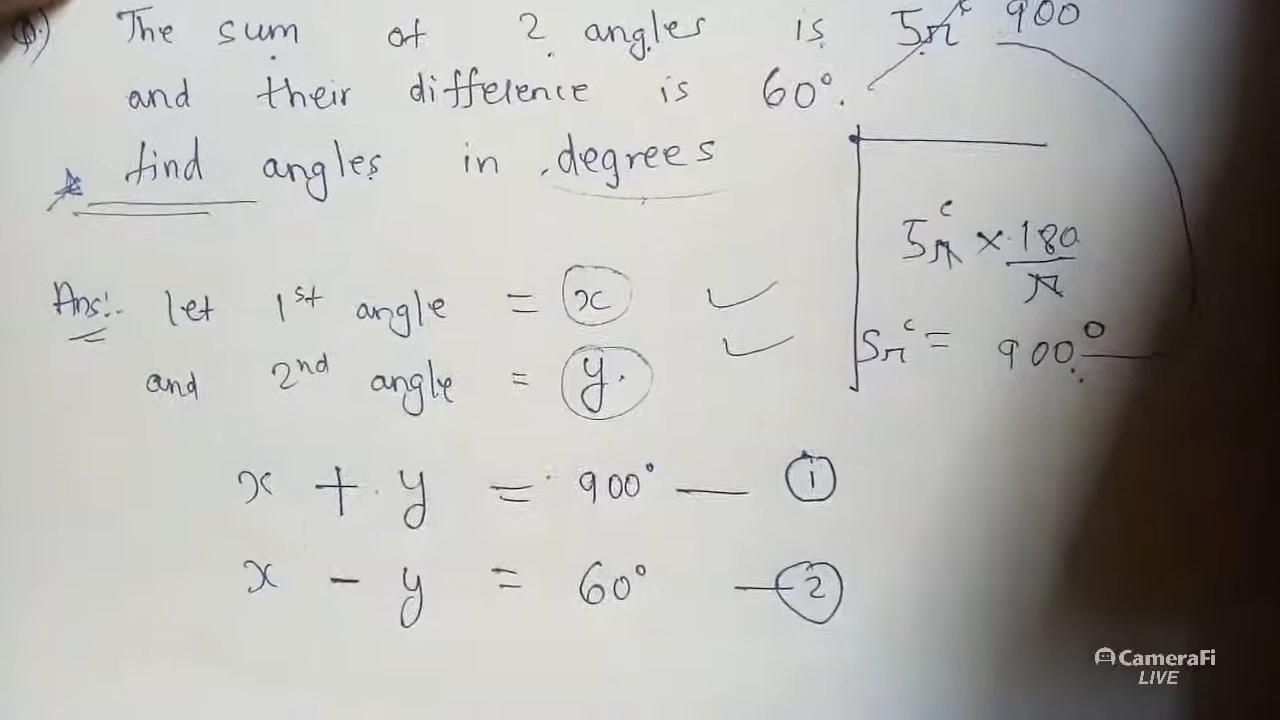 Q.) The sum of 2 angles is 5π^c 900
and their difference is 60°.
find angles in degrees
5π^c × 180/π
5π^c = 900°
Ans:- let 1st angle = x
and 2nd angle = y.
x + y = 900° — 1
x - y = 60° — 2
CameraFi
LIVE